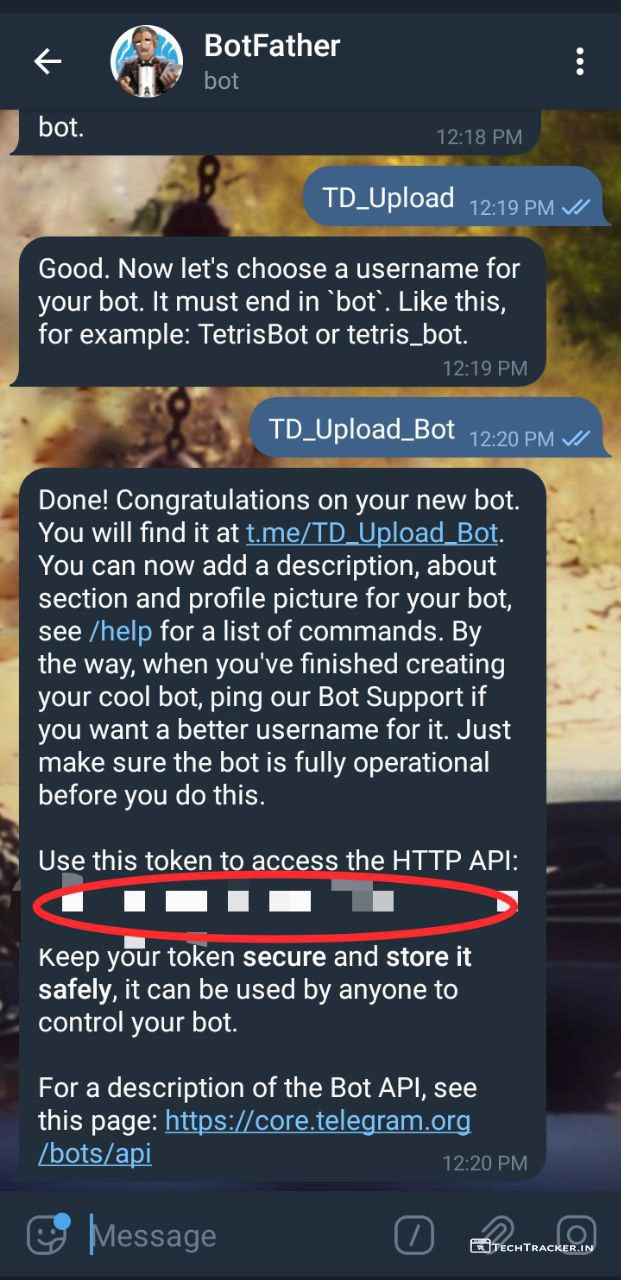 BotFather
bot
bot.
12:18 PM
TD_Upload
12:19 PM
Good. Now let's choose a username for
your bot. It must end in `bot`. Like this,
for example: TetrisBot or tetris_bot.
12:19 PM
TD_Upload_Bot
12:20 PM
Done! Congratulations on your new bot.
You will find it at t.me/TD_Upload_Bot.
You can now add a description, about
section and profile picture for your bot,
see /help for a list of commands. By
the way, when you've finished creating
your cool bot, ping our Bot Support if
you want a better username for it. Just
make sure the bot is fully operational
before you do this.
Use this token to access the HTTP API:
Keep your token secure and store it
safely, it can be used by anyone to
control your bot.
For a description of the Bot API, see
this page: https://core.telegram.org
/bots/api
12:20 PM
Message
/
TECHTRACKER.IN